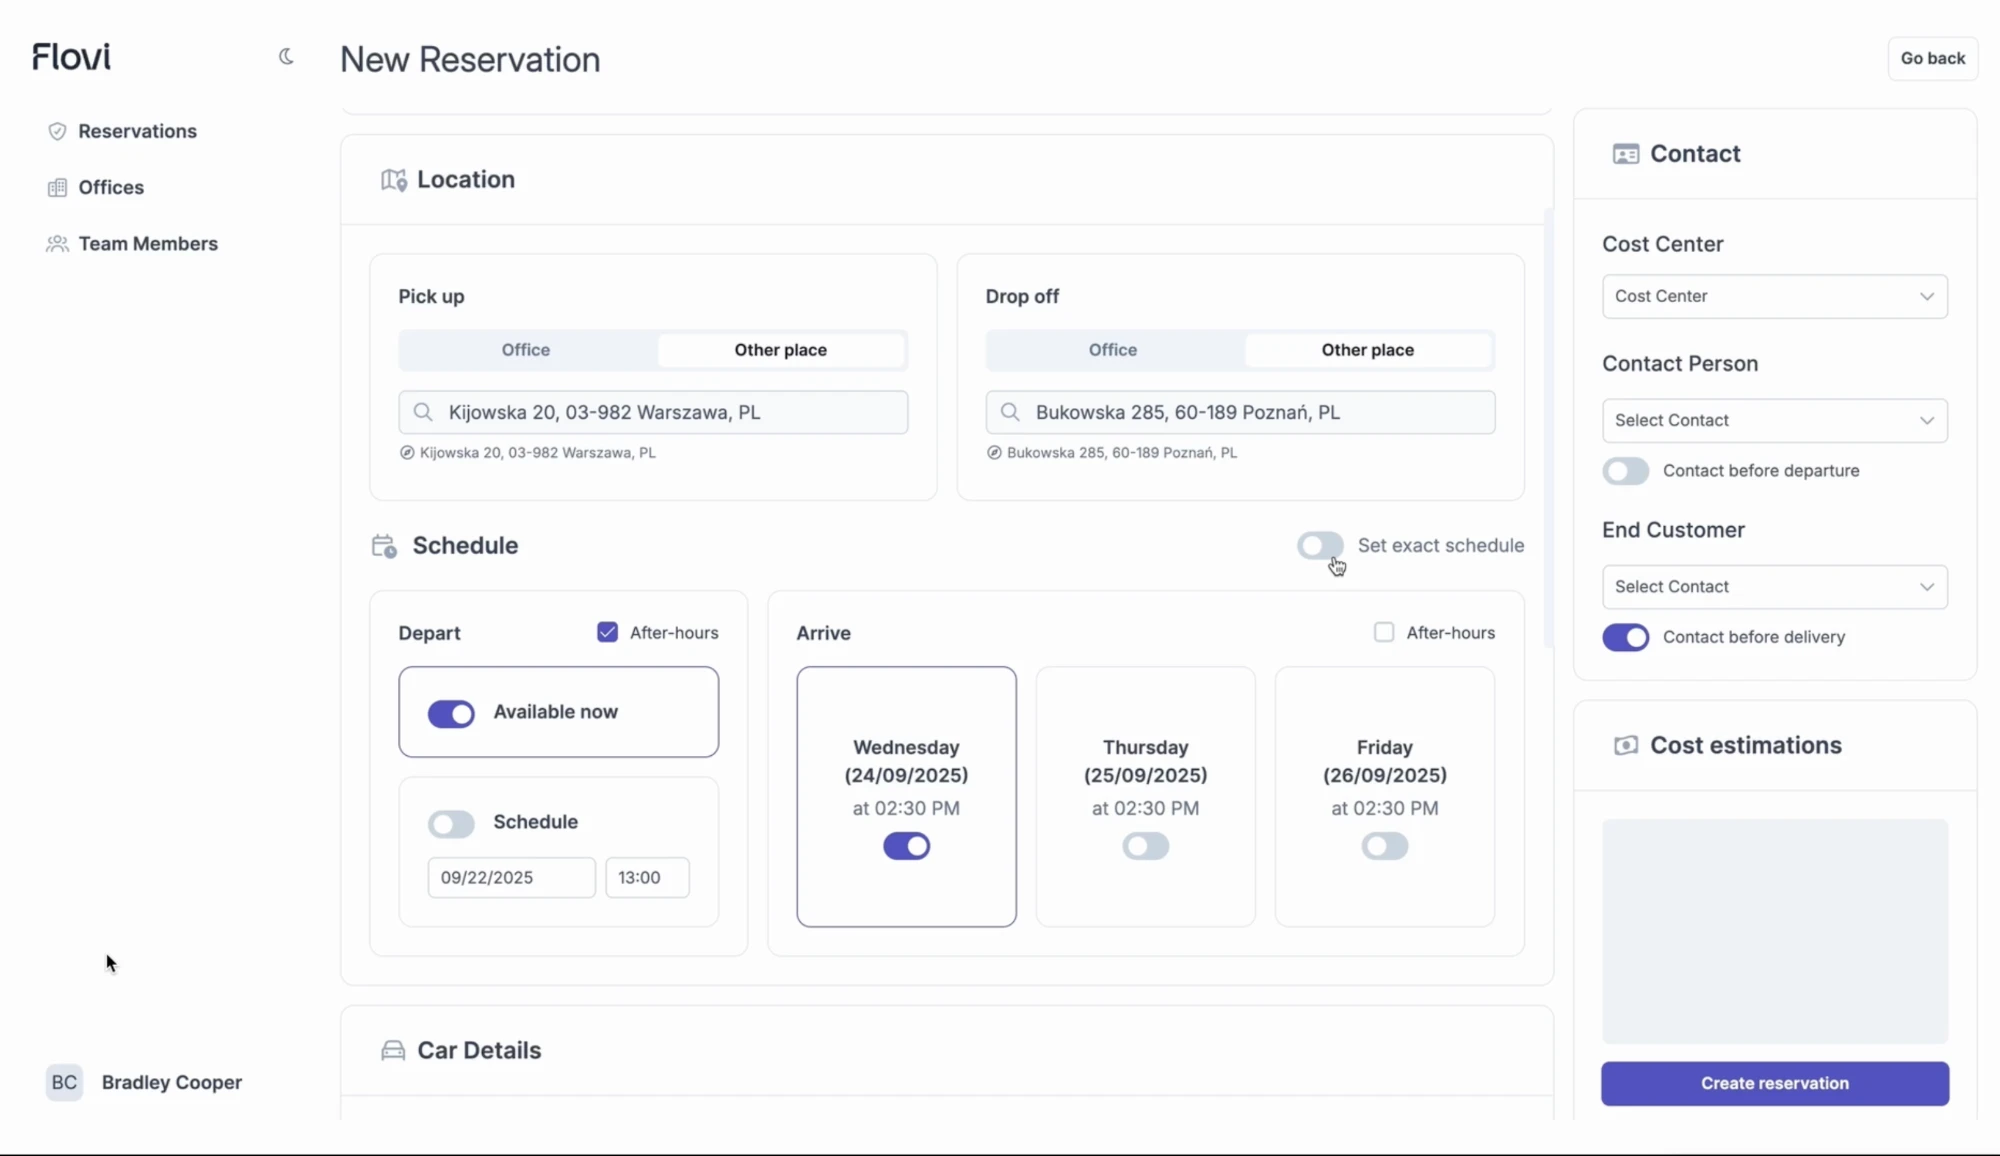 Flovi
New Reservation
Go back
Reservations
Offices
Team Members
Location
Pick up
Office
Other place
Kijowska 20, 03-982 Warszawa, PL
Kijowska 20, 03-982 Warszawa, PL
Drop off
Office
Other place
Bukowska 285, 60-189 Poznań, PL
Bukowska 285, 60-189 Poznań, PL
Schedule
Set exact schedule
Depart
After-hours
Available now
Schedule
09/22/2025
13:00
Arrive
After-hours
Wednesday
(24/09/2025)
at 02:30 PM
Thursday
(25/09/2025)
at 02:30 PM
Friday
(26/09/2025)
at 02:30 PM
Car Details
Contact
Cost Center
Cost Center
Contact Person
Select Contact
Contact before departure
End Customer
Select Contact
Contact before delivery
Cost estimations
Create reservation
BC
Bradley Cooper